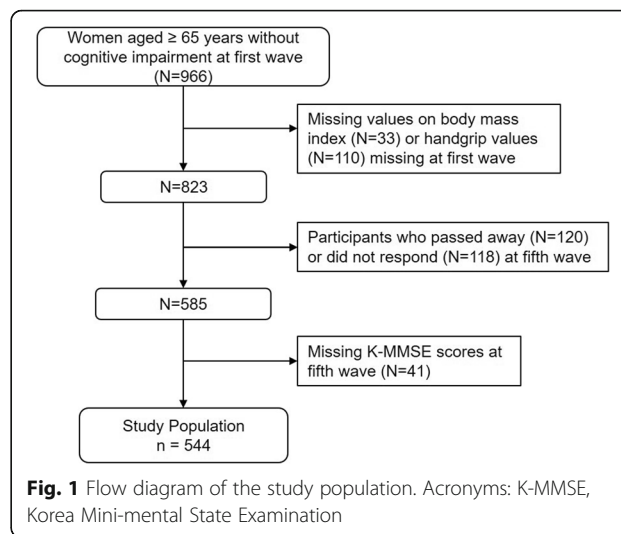 Women aged ≥ 65 years without
cognitive impairment at first wave
(N=966)
Missing values on body mass
index (N=33) or handgrip values
(N=110) missing at first wave
N=823
Participants who passed away (N=120)
or did not respond (N=118) at fifth wave
N=585
Missing K-MMSE scores at
fifth wave (N=41)
Study Population
n = 544
Fig. 1 Flow diagram of the study population. Acronyms: K-MMSE,
Korea Mini-mental State Examination